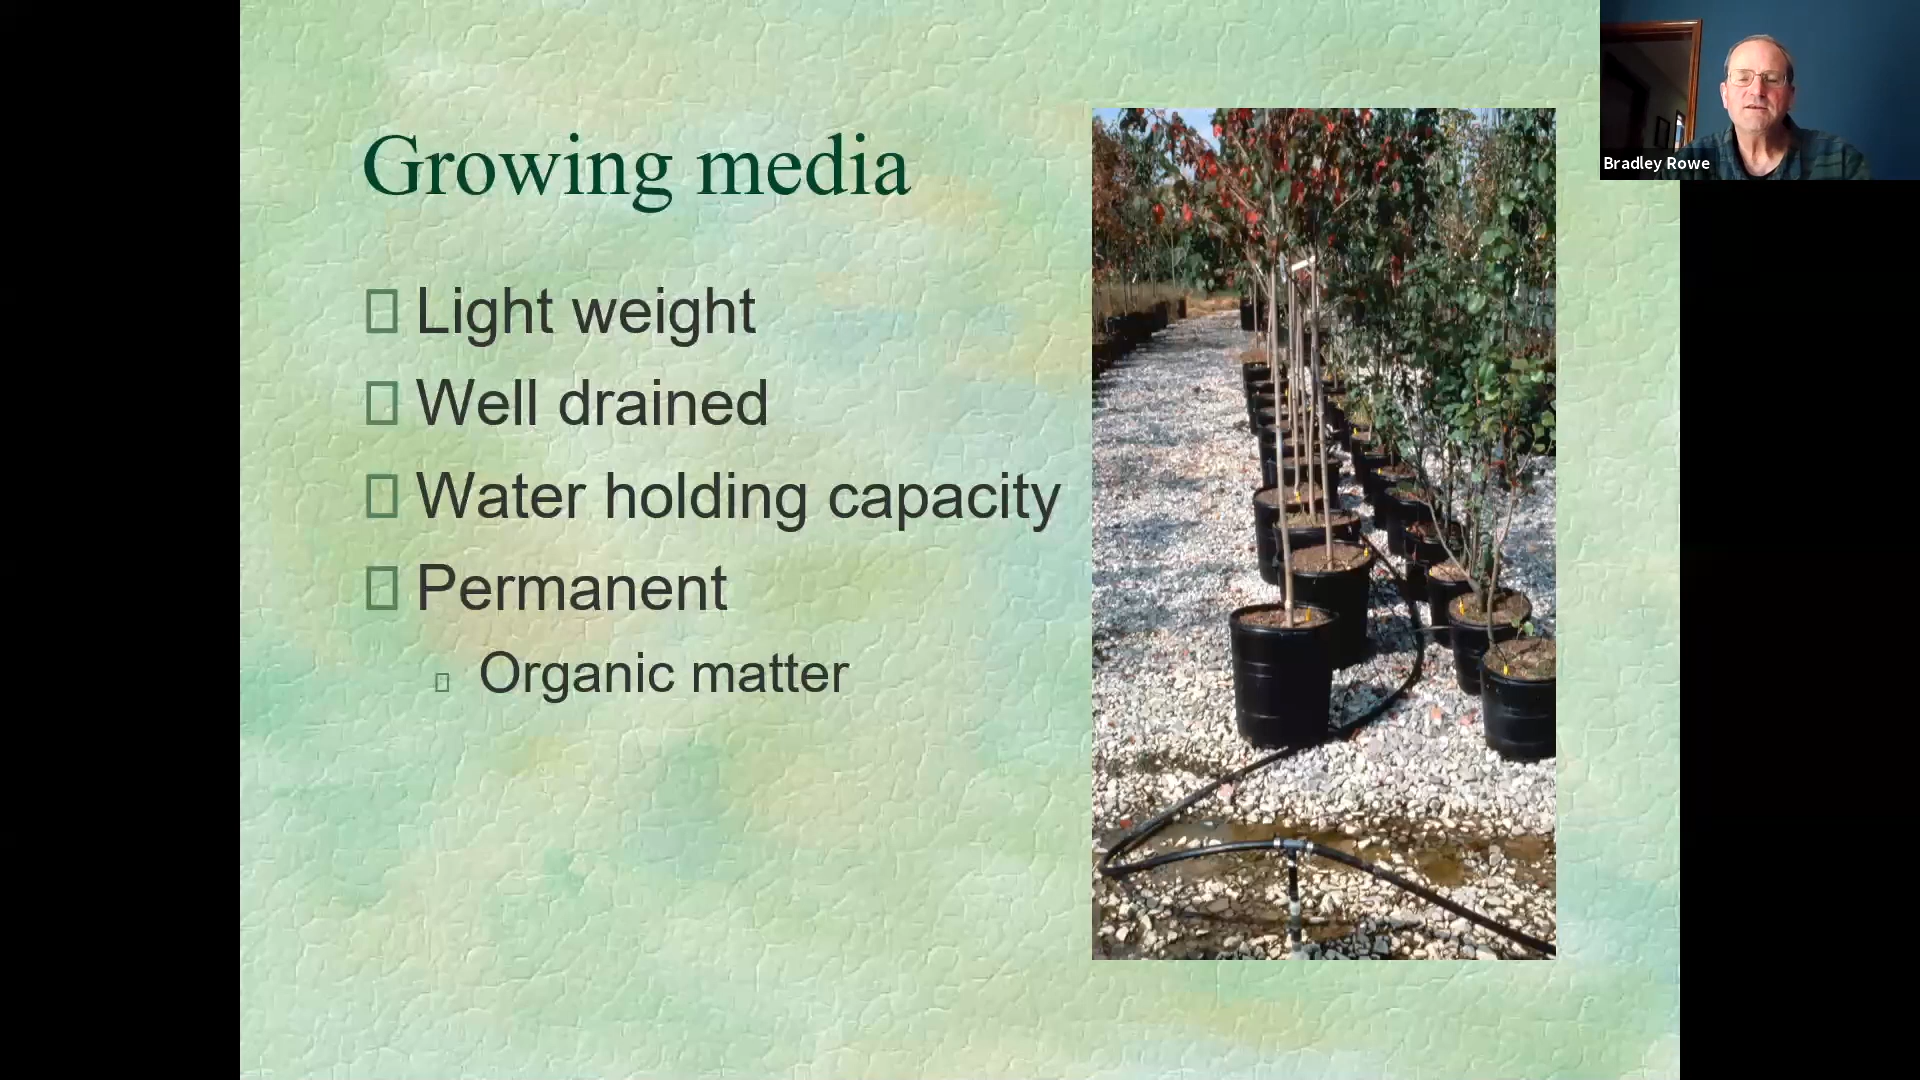 Growing media
Light weight
Well drained
Water holding capacity
Permanent
Organic matter
Bradley Rowe